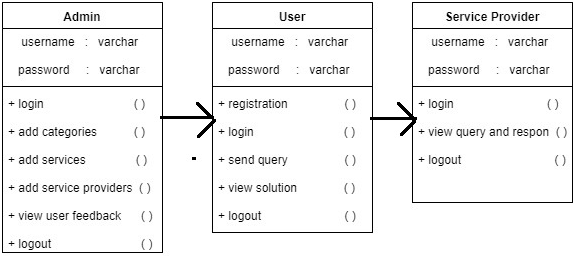 Admin
username : varchar
password : varchar
+ login ( )
+ add categories ( )
+ add services ( )
+ add service providers ( )
+ view user feedback ( )
+ logout ( )
User
username : varchar
password : varchar
+ registration ( )
+ login ( )
+ send query ( )
+ view solution ( )
+ logout ( )
Service Provider
username : varchar
password : varchar
+ login ( )
+ view query and respon ( )
+ logout ( )